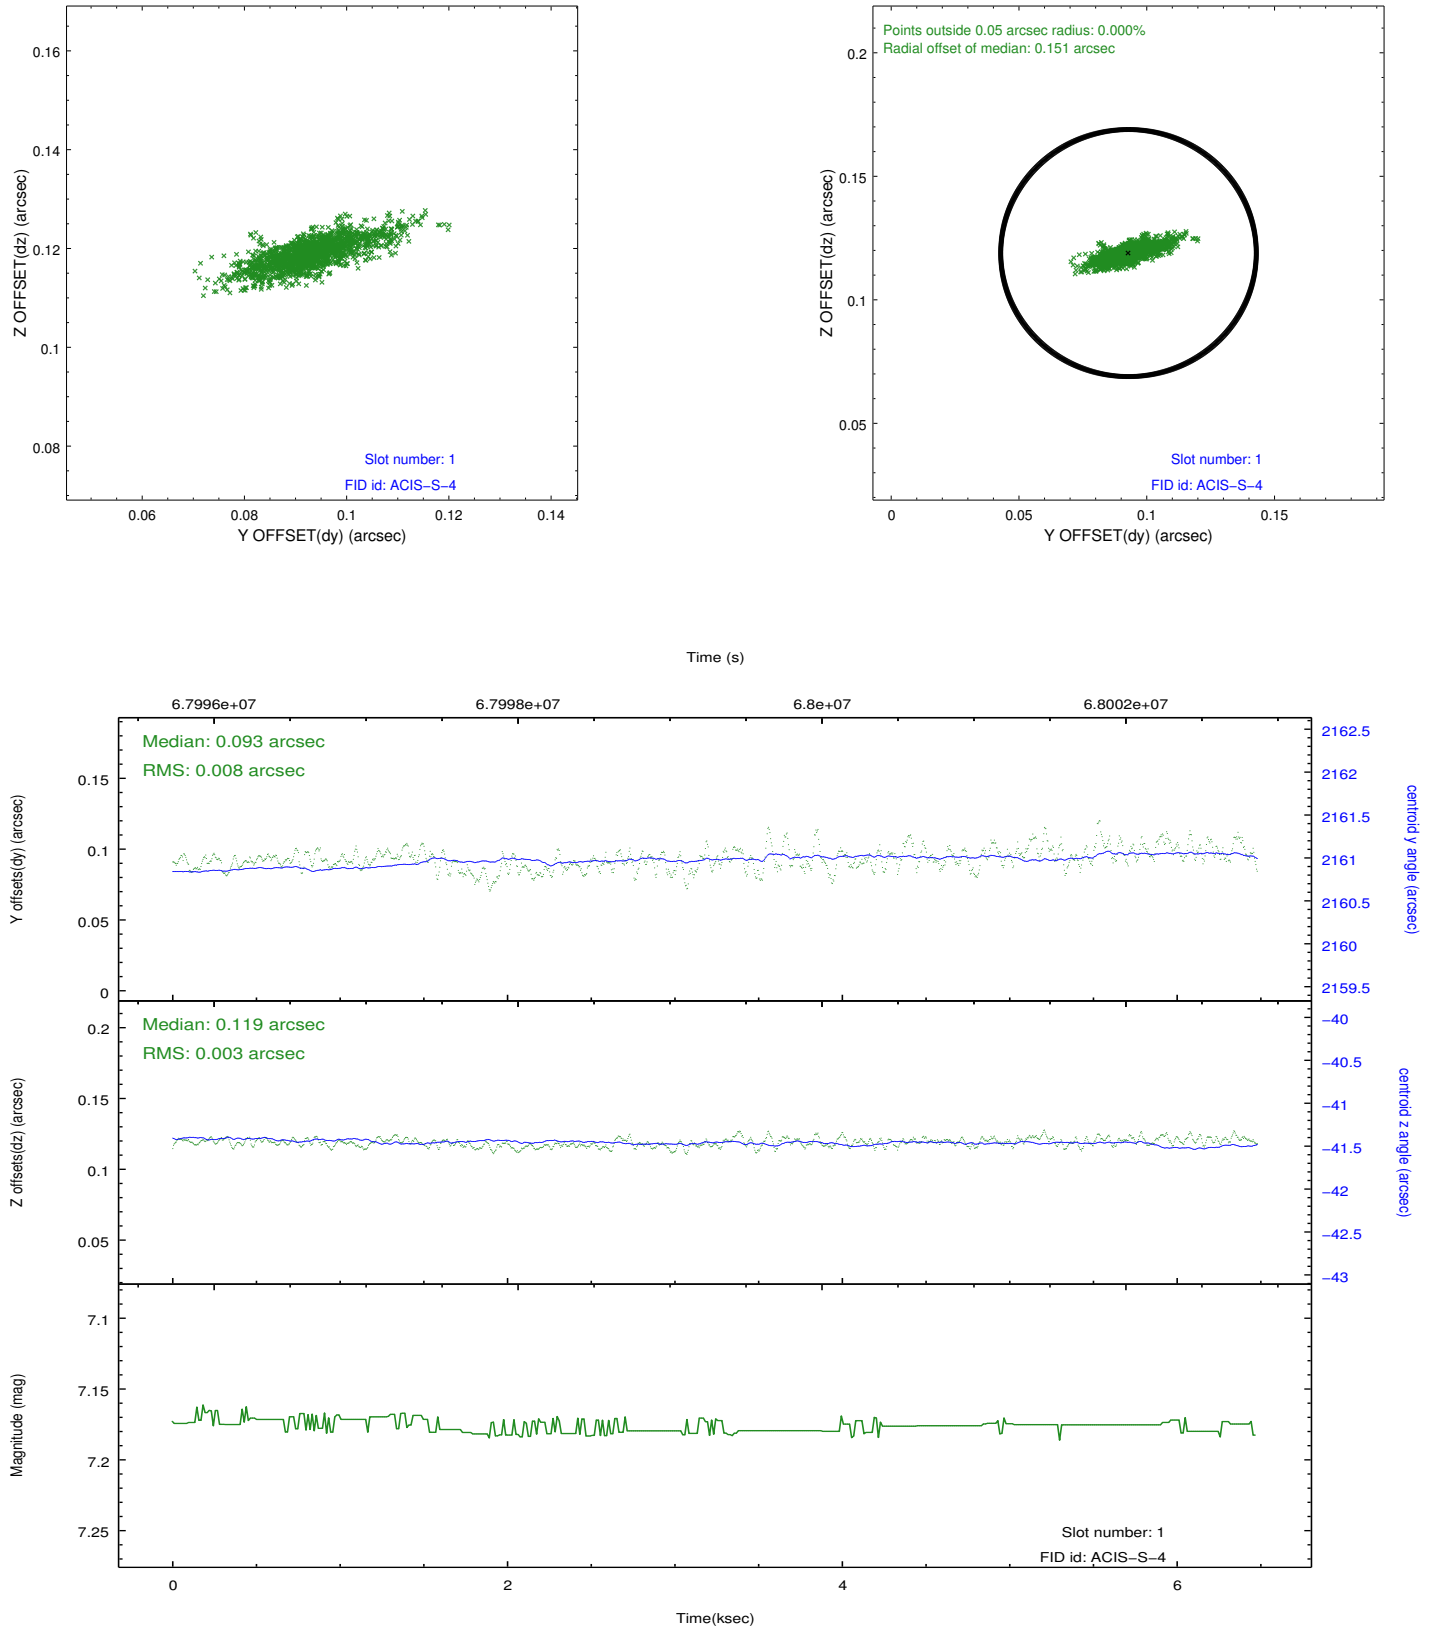 0.16
0.14
0.12
0.1
0.08
Z OFFSET(dz) (arcsec)
Slot number: 1
FID id: ACIS−S−4
0.06 0.08 0.1 0.12 0.14
Y OFFSET(dy) (arcsec)
Points outside 0.05 arcsec radius: 0.000%
Radial offset of median: 0.151 arcsec
0.2
0.15
0.1
0.05
Z OFFSET(dz) (arcsec)
Slot number: 1
FID id: ACIS−S−4
0 0.05 0.1 0.15
Y OFFSET(dy) (arcsec)
Time (s)
6.7996e+07 6.7998e+07 6.8e+07 6.8002e+07
Median: 0.093 arcsec
RMS: 0.008 arcsec
0.15
0.1
0.05
0
Y offsets(dy) (arcsec)
2162.5
2162
2161.5
2161
2160.5
2160
2159.5
centroid y angle (arcsec)
Median: 0.119 arcsec
RMS: 0.003 arcsec
0.2
0.15
0.1
0.05
Z offsets(dz) (arcsec)
−40
−40.5
−41
−41.5
−42
−42.5
−43
centroid z angle (arcsec)
7.1
7.15
7.2
7.25
Magnitude (mag)
Slot number: 1
FID id: ACIS−S−4
0 2 4 6
Time(ksec)